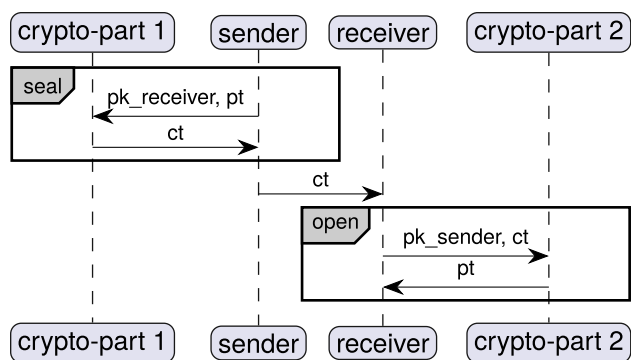 crypto-part 1 sender receiver crypto-part 2
seal
pk_receiver, pt
ct
ct
open
pk_sender, ct
pt
crypto-part 1 sender receiver crypto-part 2